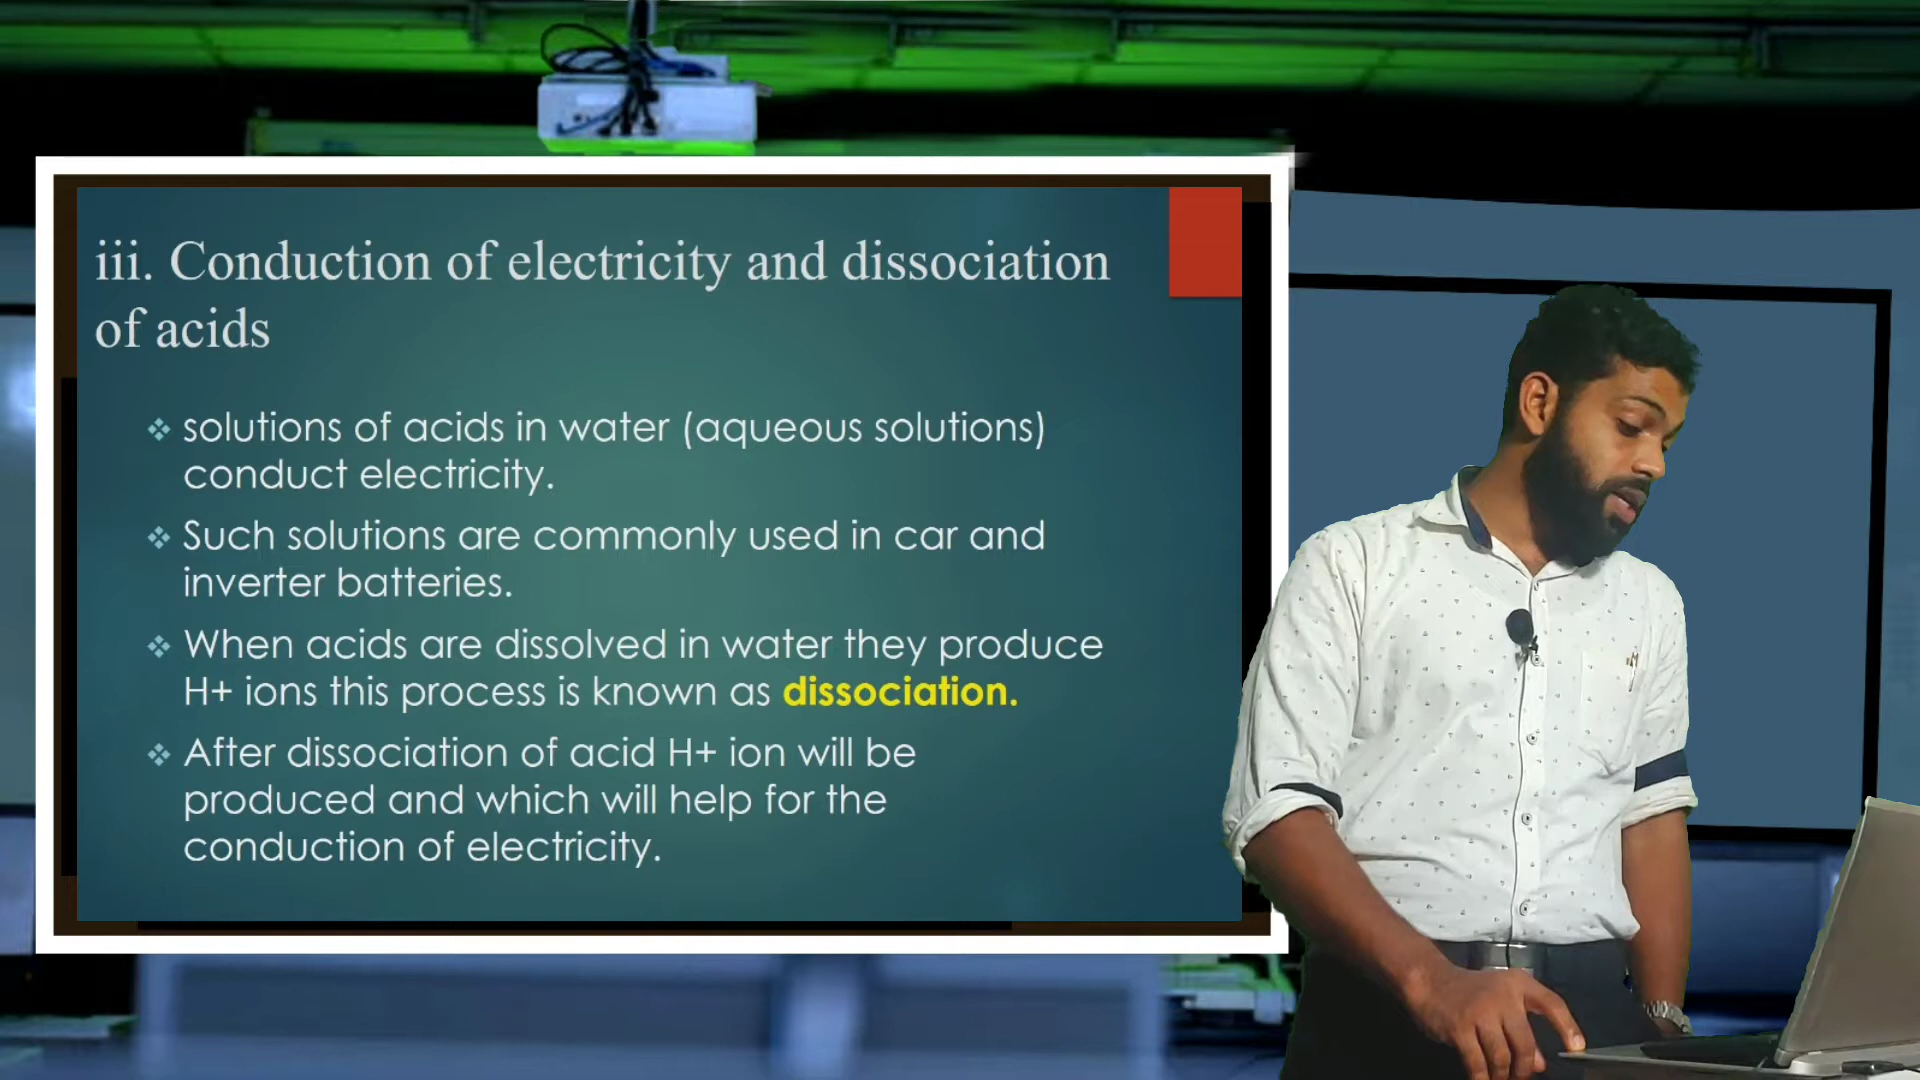 iii. Conduction of electricity and dissociation
of acids
❖ solutions of acids in water (aqueous solutions)
conduct electricity.
❖ Such solutions are commonly used in car and
inverter batteries.
❖ When acids are dissolved in water they produce
H+ ions this process is known as dissociation.
❖ After dissociation of acid H+ ion will be
produced and which will help for the
conduction of electricity.